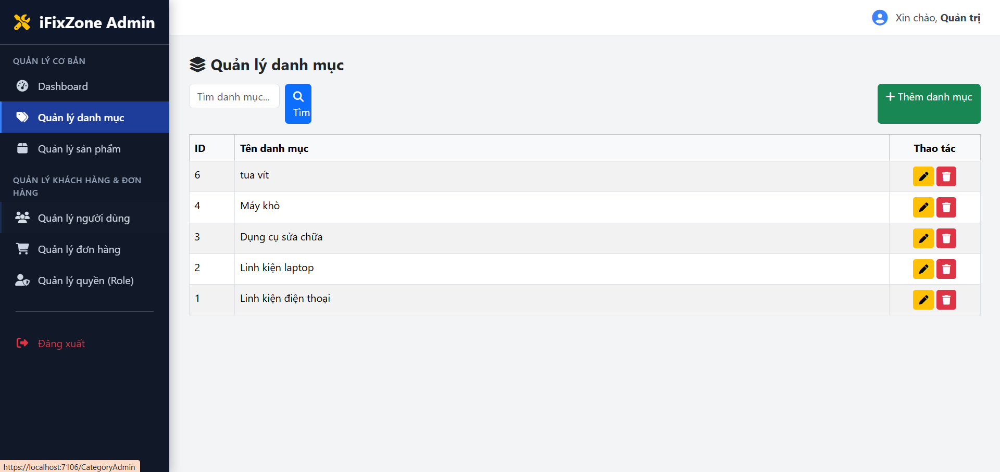 iFixZone Admin
Xin chào, Quản trị
QUẢN LÝ CƠ BẢN
Dashboard
Quản lý danh mục
Quản lý sản phẩm
QUẢN LÝ KHÁCH HÀNG & ĐƠN
HÀNG
Quản lý người dùng
Quản lý đơn hàng
Quản lý quyền (Role)
Đăng xuất
Quản lý danh mục
Tìm danh mục...
Tìm
Thêm danh mục
ID Tên danh mục Thao tác
6 tua vít
4 Máy khò
3 Dụng cụ sửa chữa
2 Linh kiện laptop
1 Linh kiện điện thoại
https://localhost:7106/CategoryAdmin